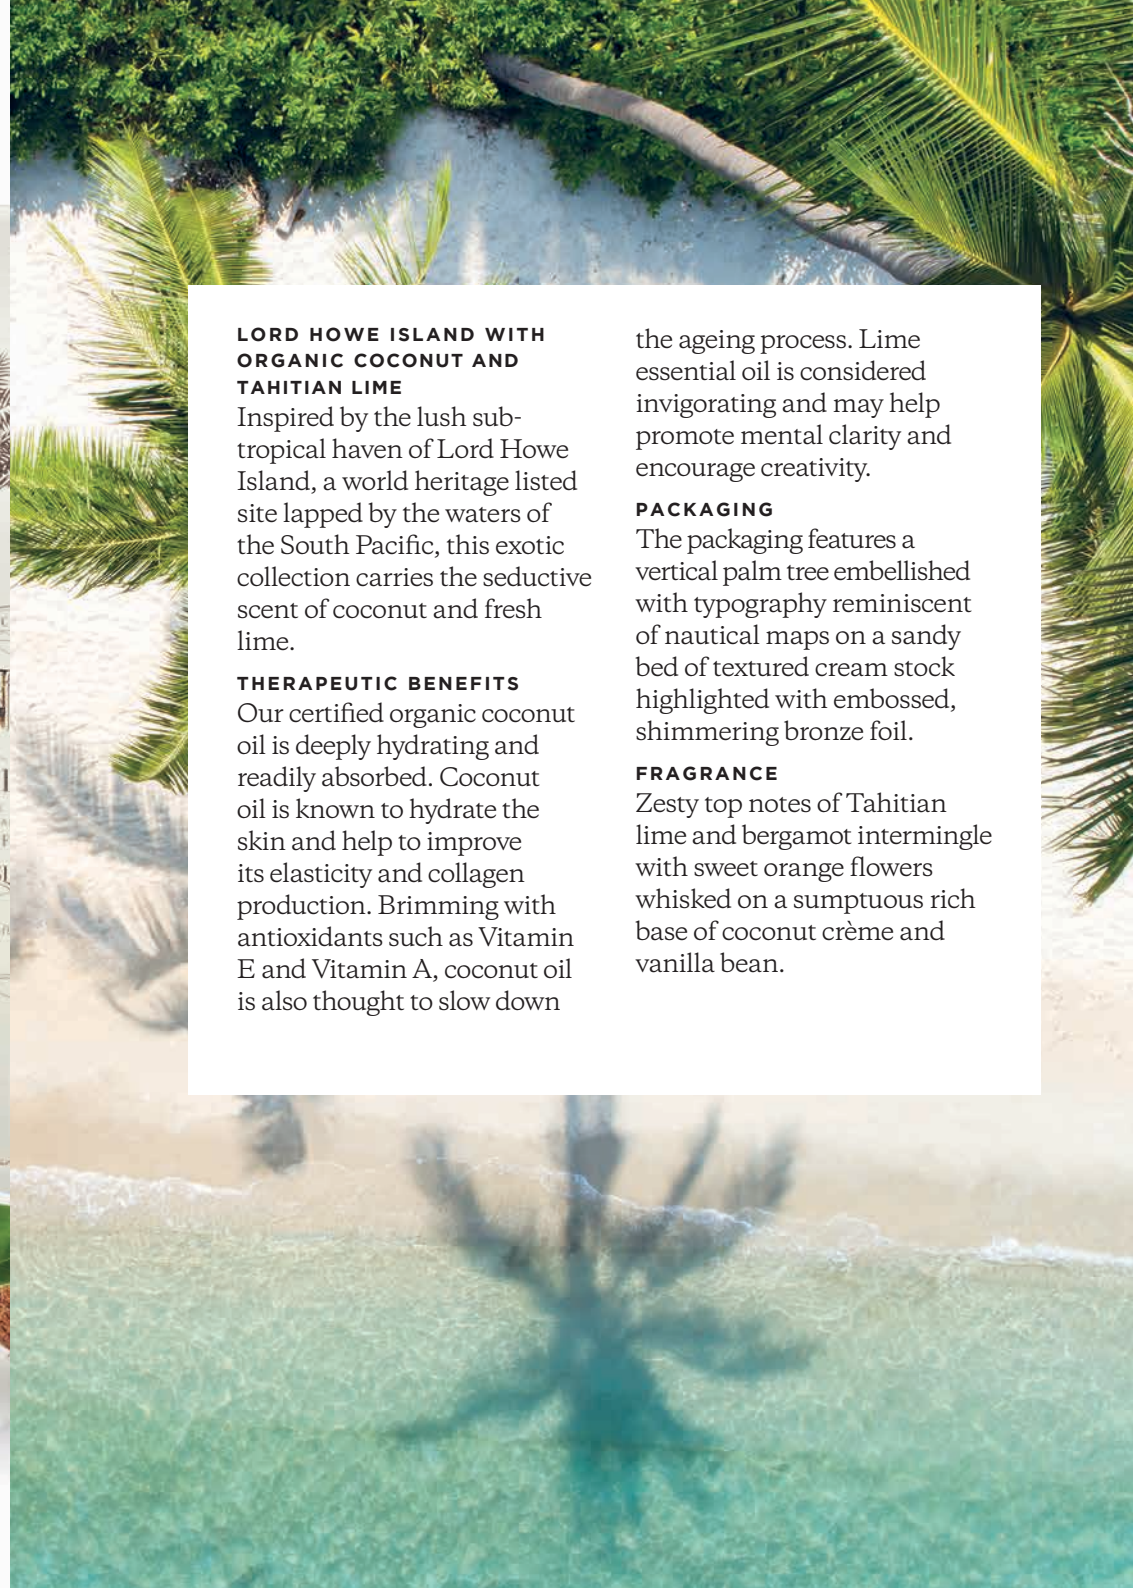 LORD HOWE ISLAND WITH
ORGANIC COCONUT AND
TAHITIAN LIME
Inspired by the lush sub-
tropical haven of Lord Howe
Island, a world heritage listed
site lapped by the waters of
the South Pacific, this exotic
collection carries the seductive
scent of coconut and fresh
lime.
THERAPEUTIC BENEFITS
Our certified organic coconut
oil is deeply hydrating and
readily absorbed. Coconut
oil is known to hydrate the
skin and help to improve
its elasticity and collagen
production. Brimming with
antioxidants such as Vitamin
E and Vitamin A, coconut oil
is also thought to slow down
the ageing process. Lime
essential oil is considered
invigorating and may help
promote mental clarity and
encourage creativity.
PACKAGING
The packaging features a
vertical palm tree embellished
with typography reminiscent
of nautical maps on a sandy
bed of textured cream stock
highlighted with embossed,
shimmering bronze foil.
FRAGRANCE
Zesty top notes of Tahitian
lime and bergamot intermingle
with sweet orange flowers
whisked on a sumptuous rich
base of coconut crème and
vanilla bean.